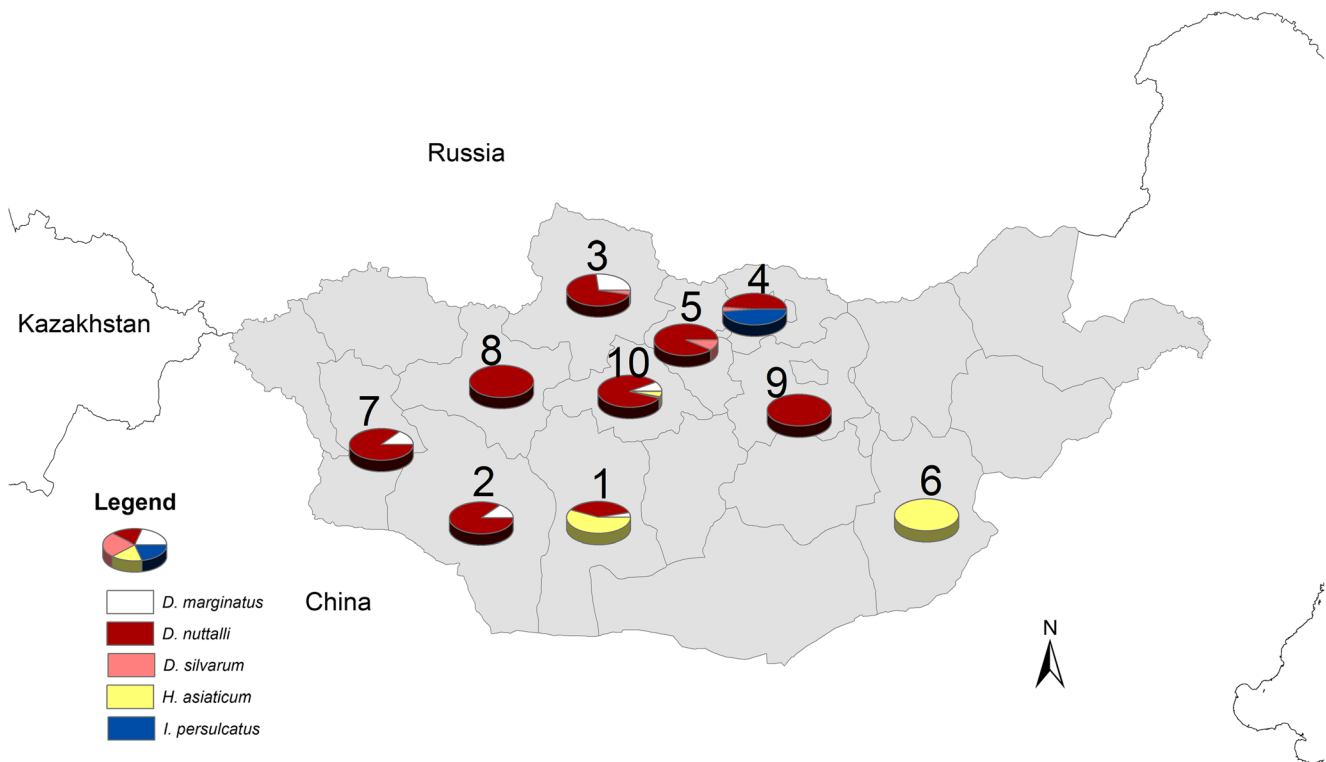 Russia
Kazakhstan
China
3
4
5
8
10
9
7
2
1
6
N
Legend
D. marginatus
D. nuttalli
D. silvarum
H. asiaticum
I. persulcatus